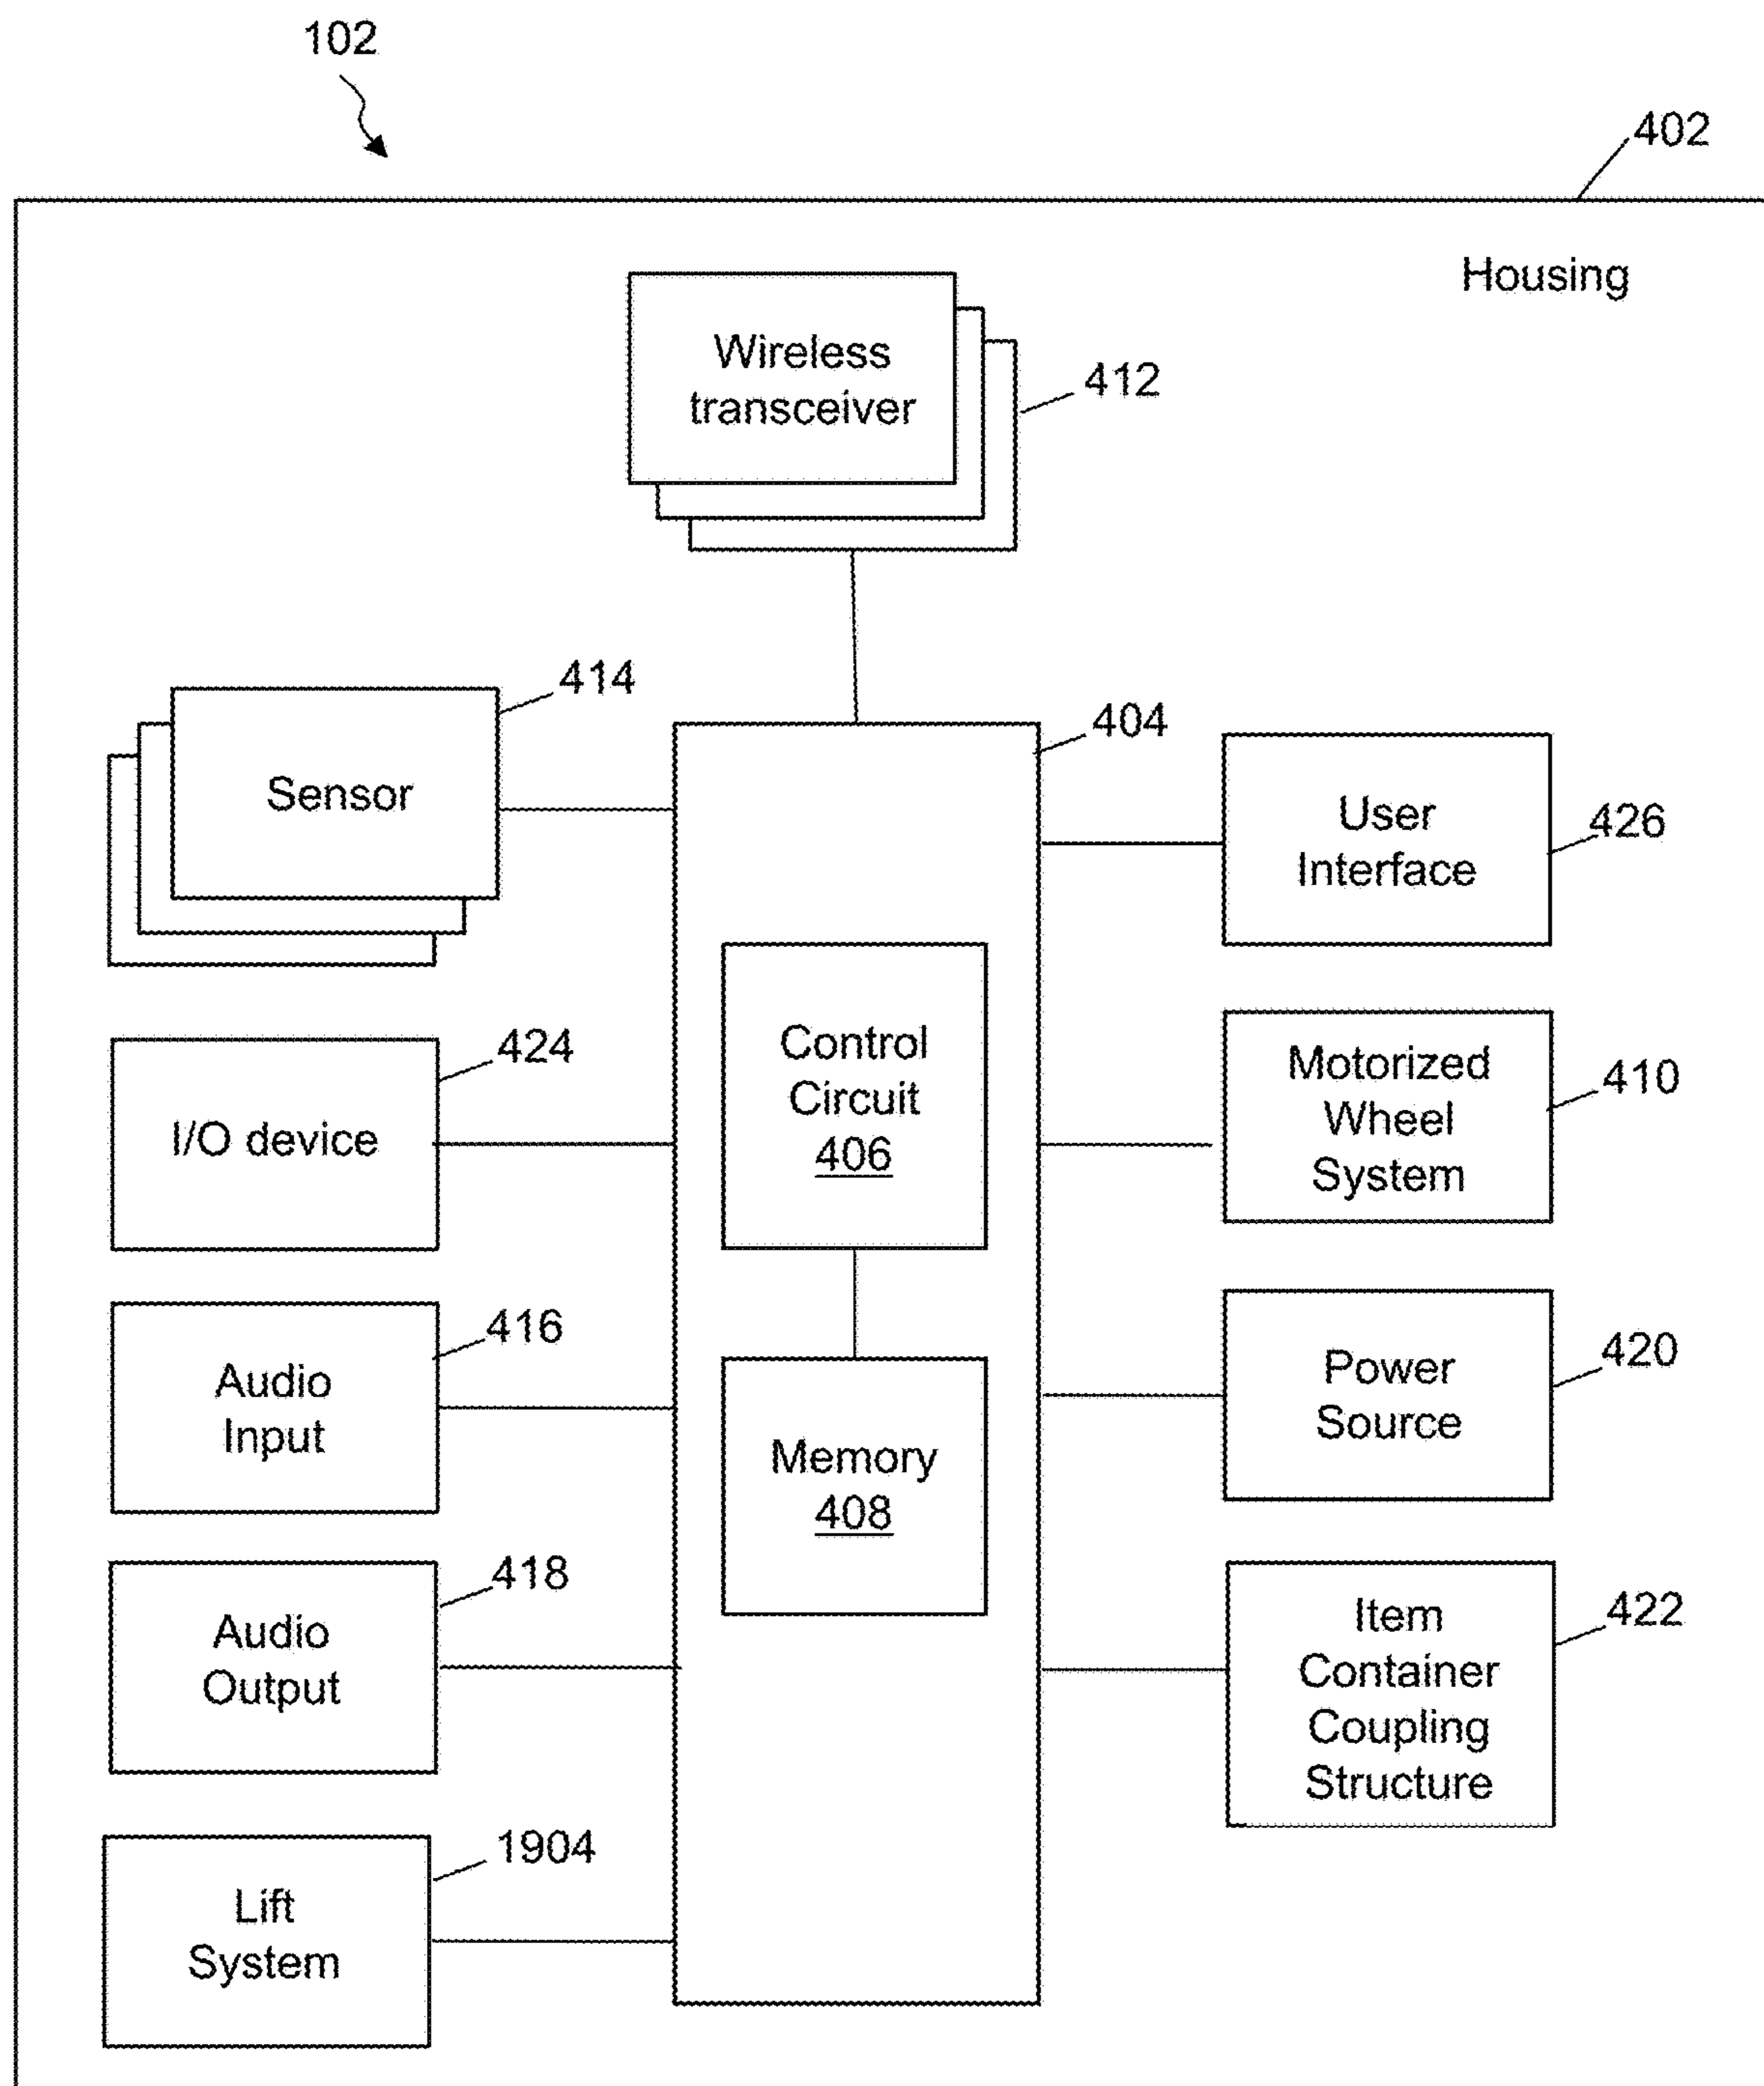 102
402
Housing
Wireless
transceiver
412
414
Sensor
404
User
Interface
426
I/O device
424
Control
Circuit
406
Motorized
Wheel
System
410
Audio
Input
416
Memory
408
Power
Source
420
Audio
Output
418
Item
Container
Coupling
Structure
422
Lift
System
1904